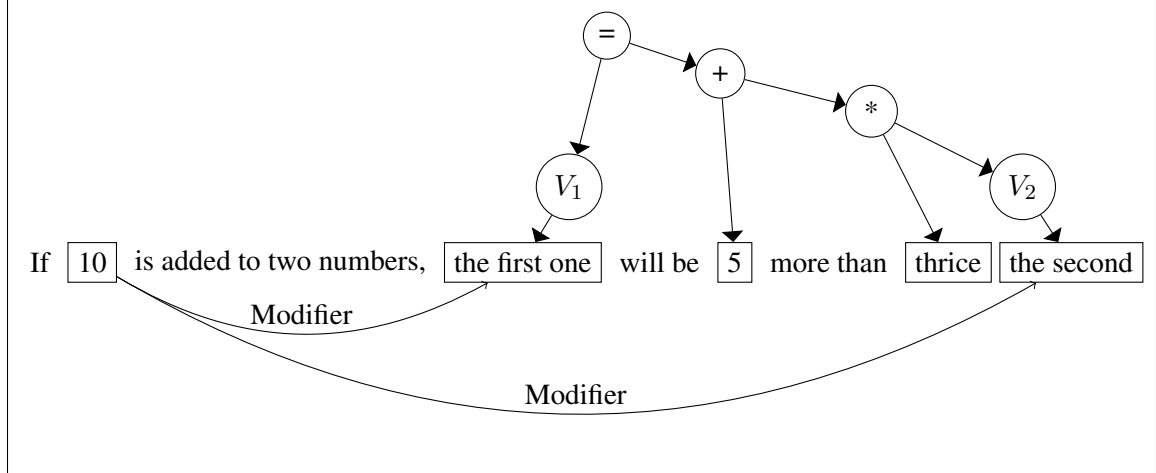 =
+
*
V₁
V₂
If 10 is added to two numbers, the first one will be 5 more than thrice the second
Modifier
Modifier